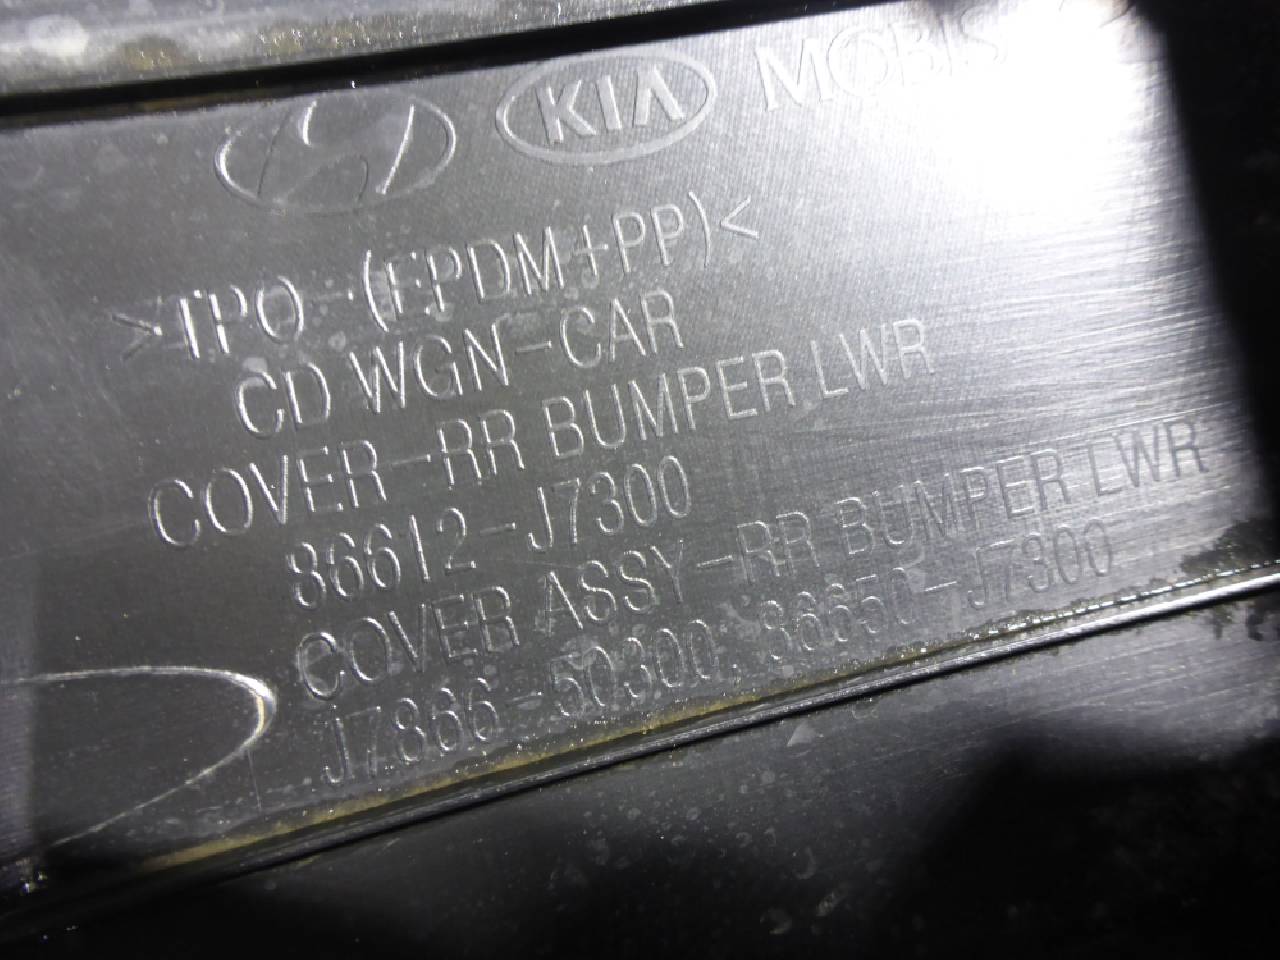 KIA MOBIS
>TPO-(EPDM+PP)<
CD WGN-CAR
COVER-RR BUMPER LWR
86612-J7300
COVER ASSY-RR BUMPER LWR
J7866-50300, 86650-J7300